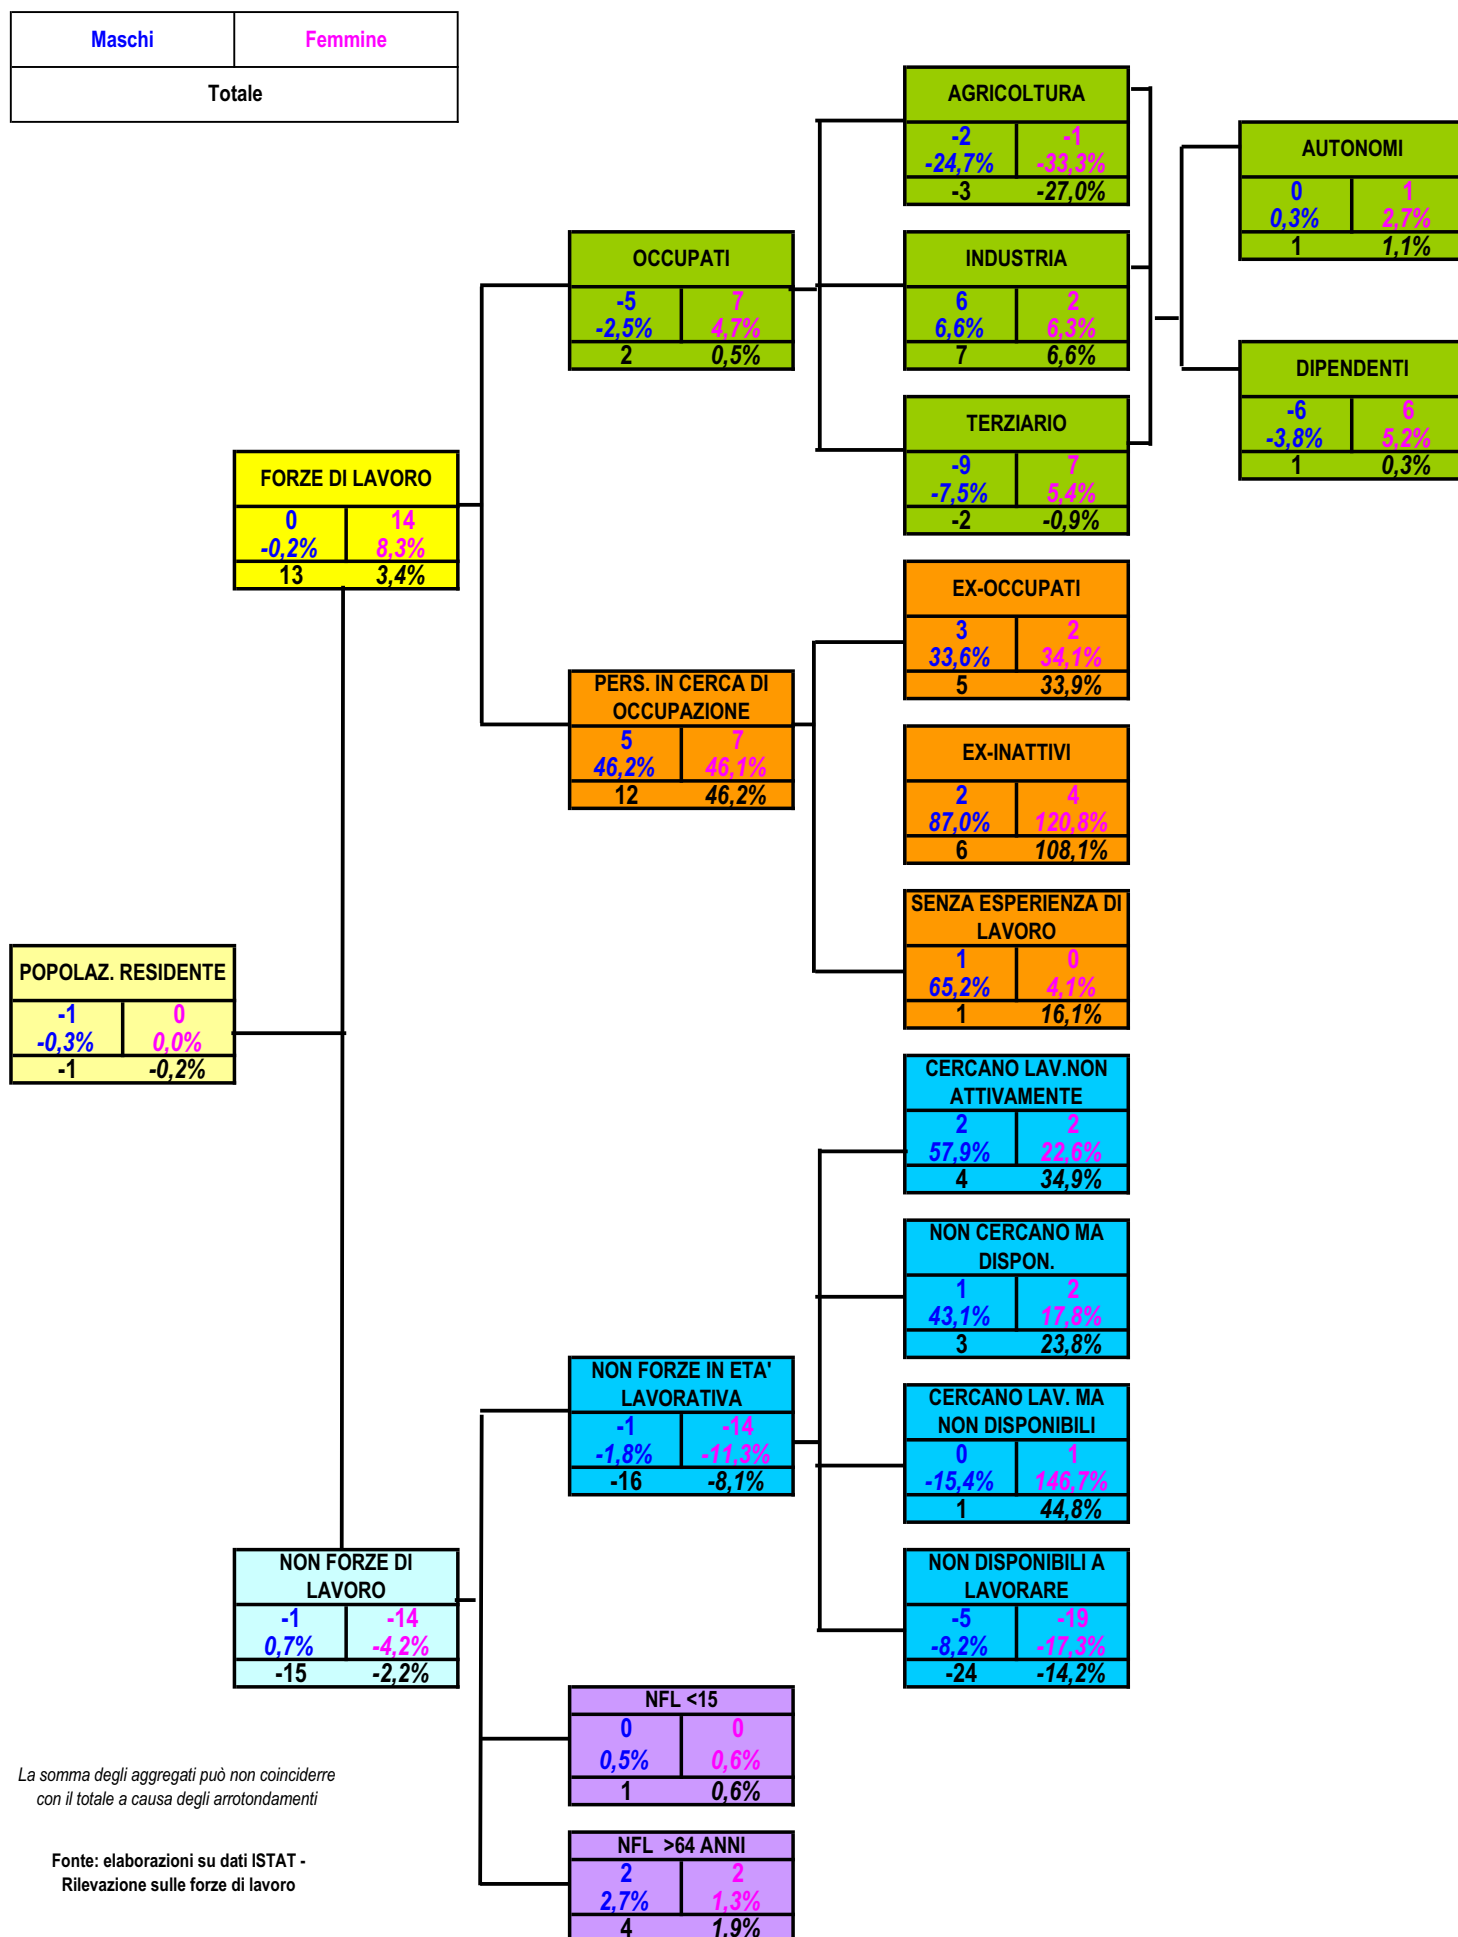 Maschi Femmine
Totale
AGRICOLTURA
-2 -1
-24,7% -33,3%
-3 -27,0%
AUTONOMI
0 1
0,3% 2,7%
1 1,1%
OCCUPATI
-5 7
-2,5% 4,7%
2 0,5%
INDUSTRIA
6 2
6,6% 6,3%
7 6,6%
DIPENDENTI
-6 6
-3,8% 5,2%
1 0,3%
TERZIARIO
-9 7
-7,5% 5,4%
-2 -0,9%
FORZE DI LAVORO
0 14
-0,2% 8,3%
13 3,4%
EX-OCCUPATI
3 2
33,6% 34,1%
5 33,9%
PERS. IN CERCA DI
OCCUPAZIONE
5 7
46,2% 46,1%
12 46,2%
EX-INATTIVI
2 4
87,0% 120,8%
6 108,1%
SENZA ESPERIENZA DI
LAVORO
1 0
65,2% 4,1%
1 16,1%
POPOLAZ. RESIDENTE
-1 0
-0,3% 0,0%
-1 -0,2%
CERCANO LAV.NON
ATTIVAMENTE
2 2
57,9% 22,6%
4 34,9%
NON CERCANO MA
DISPON.
1 2
43,1% 17,8%
3 23,8%
NON FORZE IN ETA'
LAVORATIVA
-1 -14
-1,8% -11,3%
-16 -8,1%
CERCANO LAV. MA
NON DISPONIBILI
0 1
-15,4% 146,7%
1 44,8%
NON FORZE DI
LAVORO
-1 -14
0,7% -4,2%
-15 -2,2%
NON DISPONIBILI A
LAVORARE
-5 -19
-8,2% -17,3%
-24 -14,2%
NFL <15
0 0
0,5% 0,6%
1 0,6%
NFL >64 ANNI
2 2
2,7% 1,3%
4 1,9%
La somma degli aggregati può non coinciderre
con il totale a causa degli arrotondamenti
Fonte: elaborazioni su dati ISTAT -
Rilevazione sulle forze di lavoro